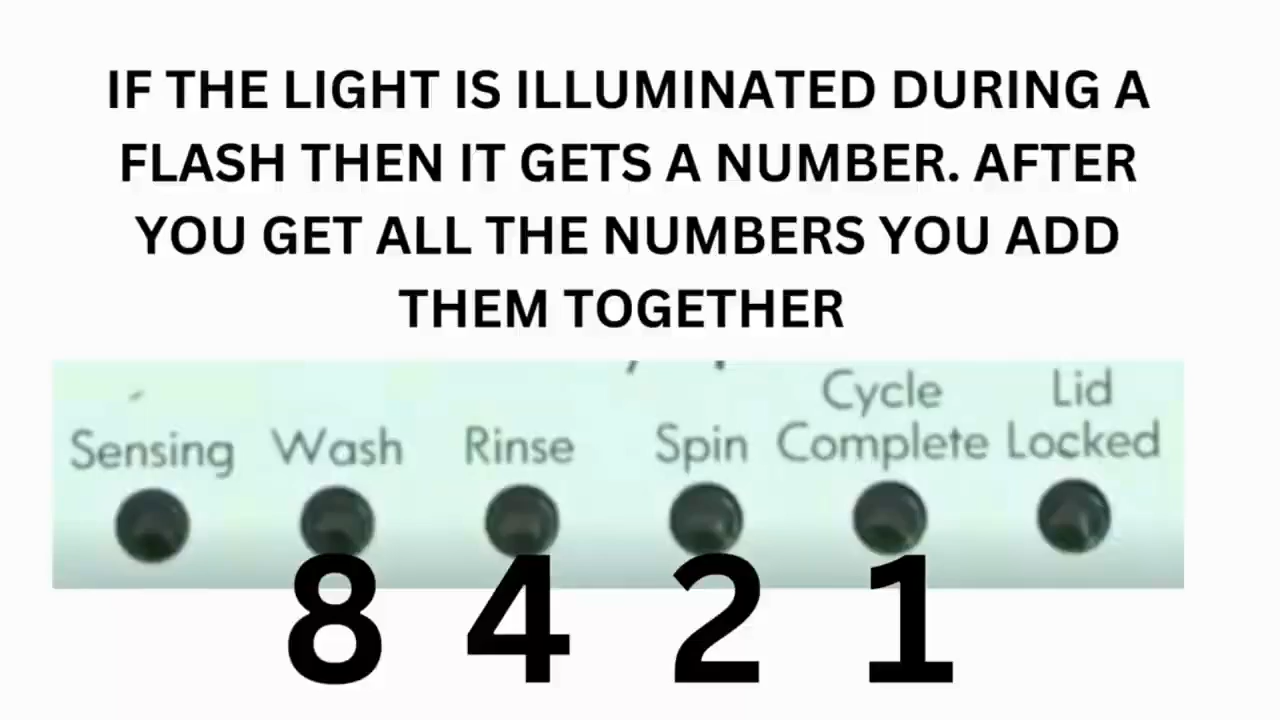 IF THE LIGHT IS ILLUMINATED DURING A
FLASH THEN IT GETS A NUMBER. AFTER
YOU GET ALL THE NUMBERS YOU ADD
THEM TOGETHER
Sensing Wash Rinse Spin Cycle Complete Lid Locked
8 4 2 1